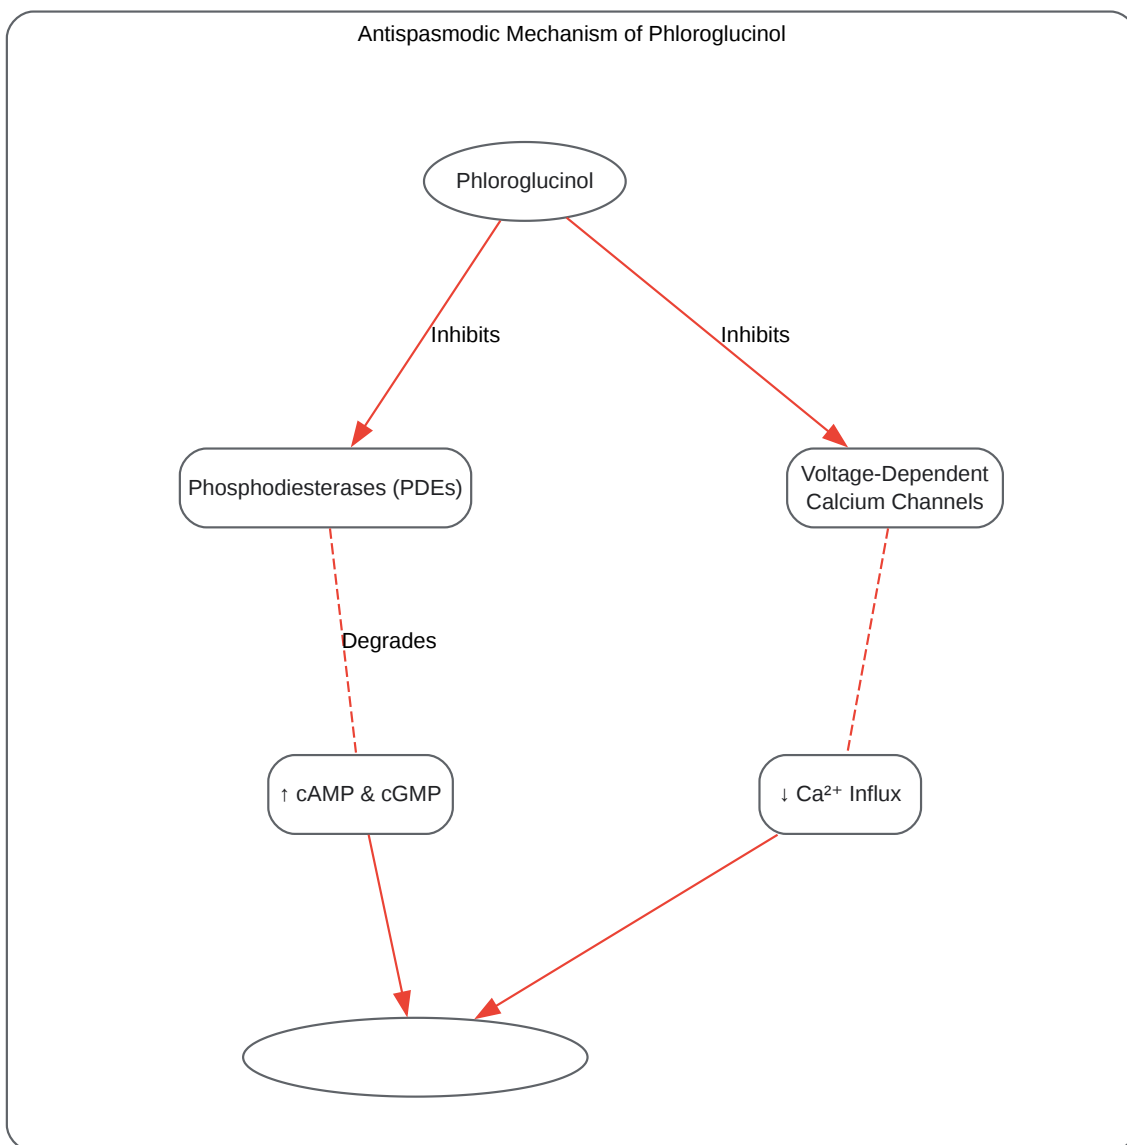 Antispasmodic Mechanism of Phloroglucinol
Phloroglucinol
Inhibits
Inhibits
Phosphodiesterases (PDEs)
Voltage-Dependent
Calcium Channels
Degrades
↑ cAMP & cGMP
↓ Ca²⁺ Influx